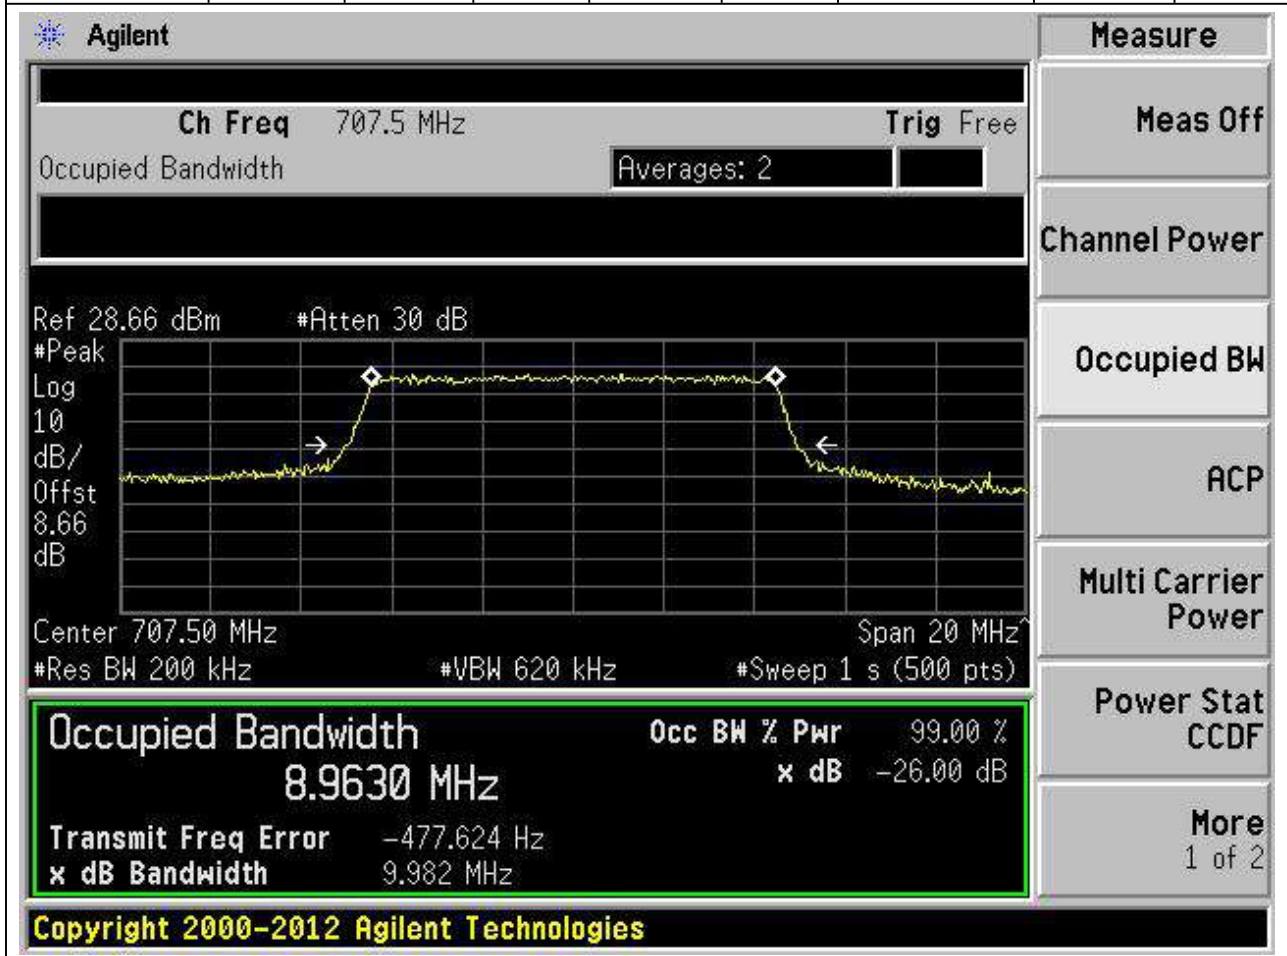 Agilent
Measure
Ch Freq 707.5 MHz Trig Free
Meas Off
Occupied Bandwidth Averages: 2
Channel Power
Ref 28.66 dBm #Atten 30 dB
#Peak
Log
10
dB/
Offst
8.66
dB
Occupied BW
ACP
Center 707.50 MHz Span 20 MHz^
#Res BW 200 kHz #VBW 620 kHz #Sweep 1 s (500 pts)
Multi Carrier
Power
Occupied Bandwidth Occ BW % Pwr 99.00 %
8.9630 MHz x dB -26.00 dB
Transmit Freq Error -477.624 Hz
x dB Bandwidth 9.982 MHz
Power Stat
CCDF
More
1 of 2
Copyright 2000-2012 Agilent Technologies